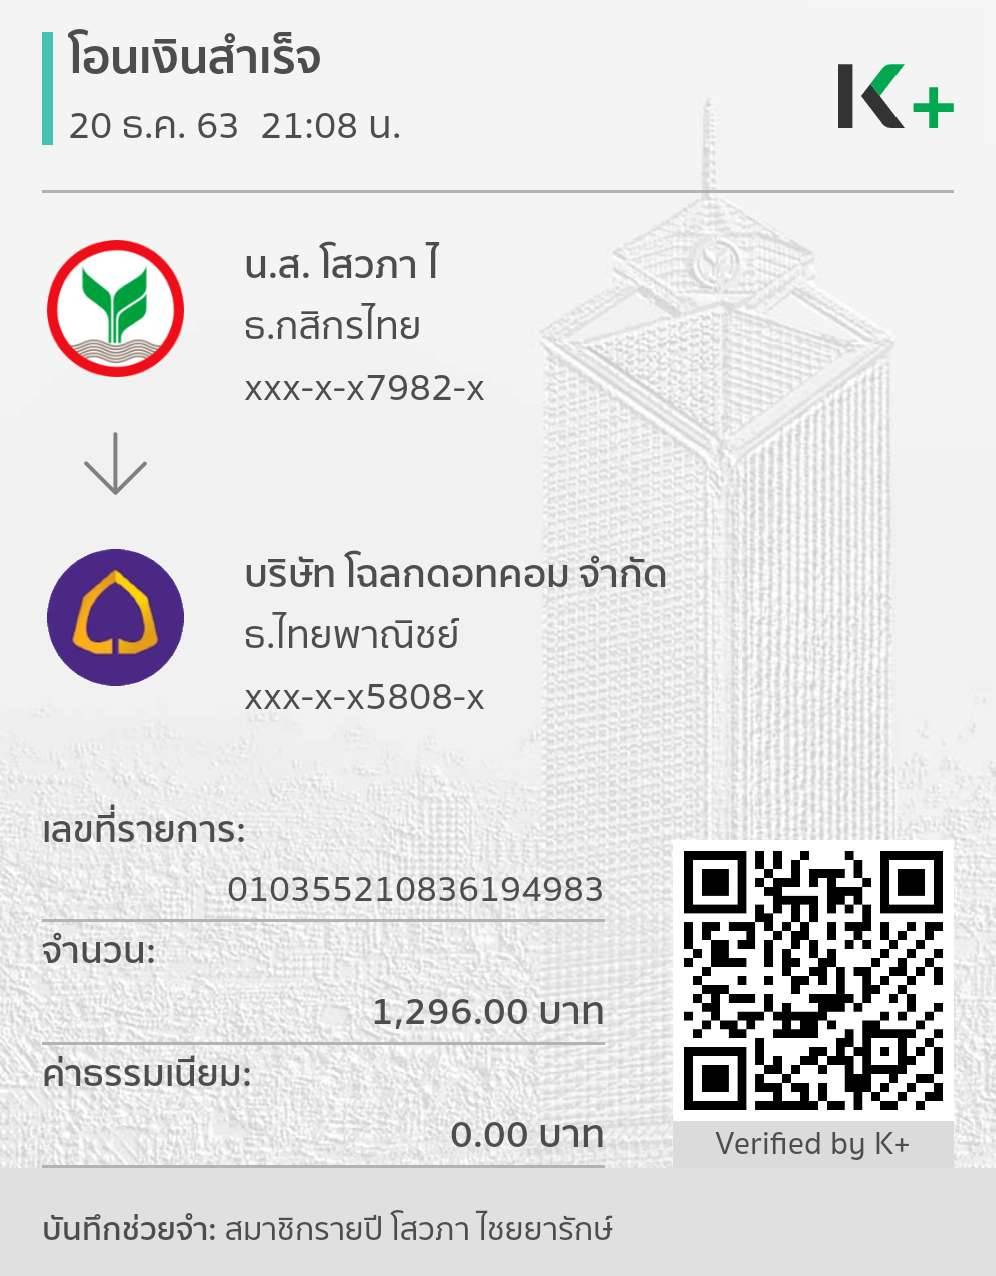 โอนเงินสำเร็จ
20 ธ.ค. 63 21:08 น.
K+
น.ส. โสวภา ไ
ธ.กสิกรไทย
xxx-x-x7982-x
บริษัท โฉลกดอทคอม จำกัด
ธ.ไทยพาณิชย์
xxx-x-x5808-x
เลขที่รายการ:
010355210836194983
จำนวน:
1,296.00 บาท
ค่าธรรมเนียม:
0.00 บาท
Verified by K+
บันทึกช่วยจำ: สมาชิกรายปี โสวภา ไชยยารักษ์